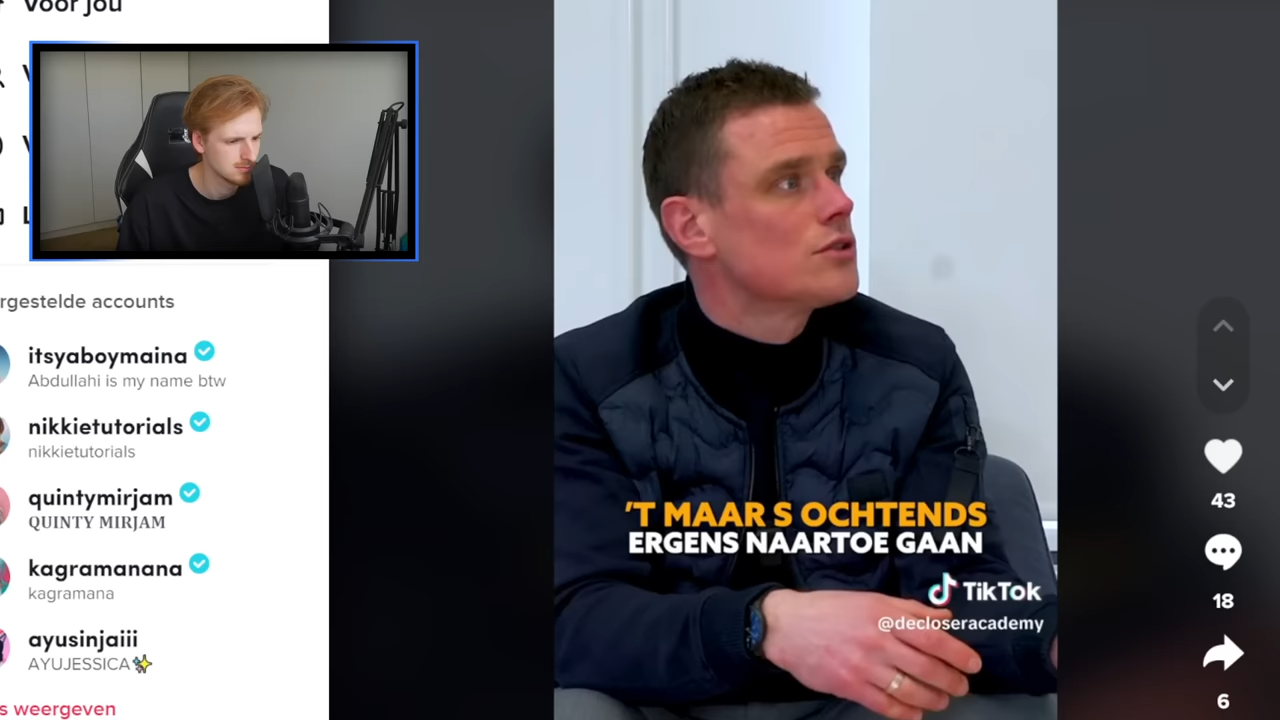 Voor jou
rgestelde accounts
itsyaboymaina
Abdullahi is my name btw
nikkietutorials
nikkietutorials
quintymirjam
QUINTY MIRJAM
kagramanana
kagramana
ayusinjaiii
AYUJESSICA✨
s weergeven
'T MAAR S OCHTENDS
ERGENS NAARTOE GAAN
TikTok
@decloseracademy
43
18
6